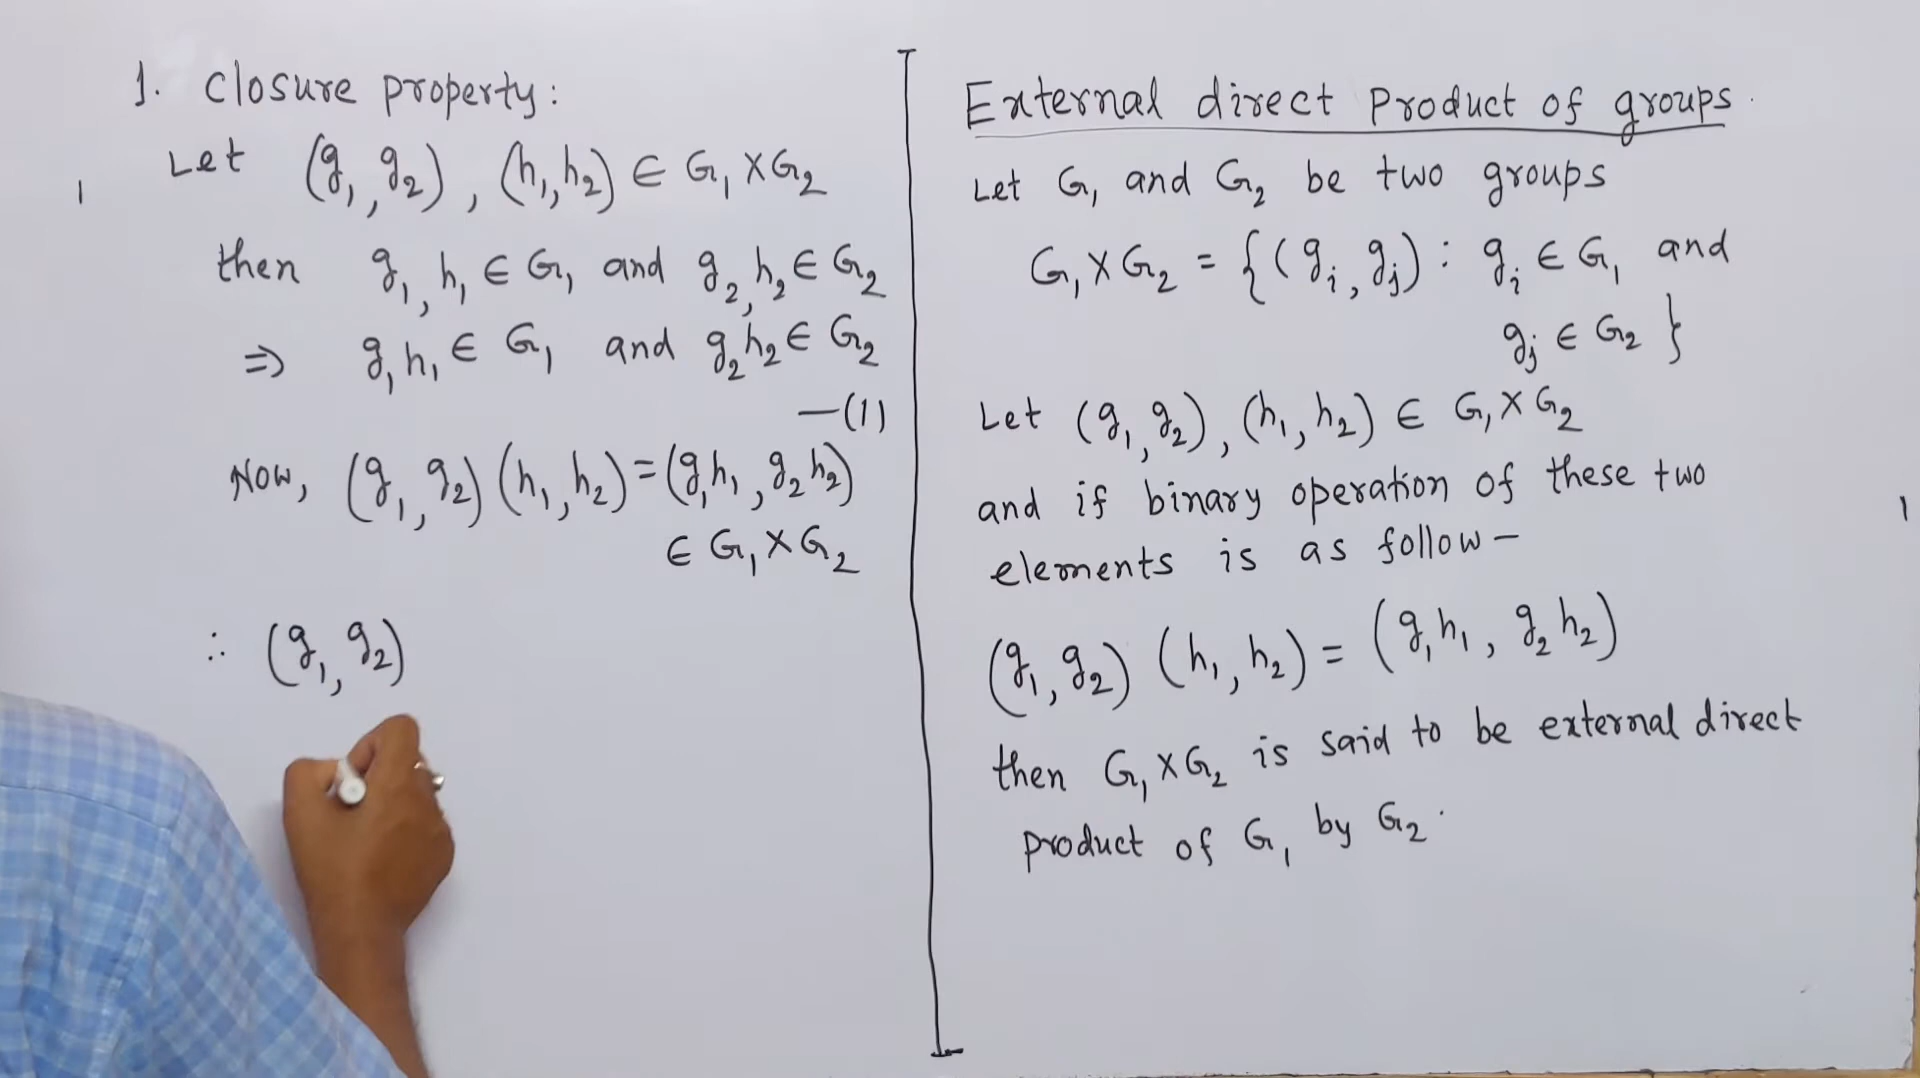 1. Closure property:
Let (g₁, g₂), (h₁, h₂) ∈ G₁ × G₂
then g₁, h₁ ∈ G₁ and g₂, h₂ ∈ G₂
⇒ g₁h₁ ∈ G₁ and g₂h₂ ∈ G₂
—(1)
Now, (g₁, g₂) (h₁, h₂) = (g₁h₁, g₂h₂)
∈ G₁ × G₂
∴ (g₁, g₂)
External direct product of groups.
Let G₁ and G₂ be two groups
G₁ × G₂ = {(gᵢ, gⱼ) : gᵢ ∈ G₁ and
gⱼ ∈ G₂ }
Let (g₁, g₂), (h₁, h₂) ∈ G₁ × G₂
and if binary operation of these two
elements is as follow –
(g₁, g₂) (h₁, h₂) = (g₁h₁, g₂h₂)
then G₁ × G₂ is said to be external direct
product of G₁ by G₂.